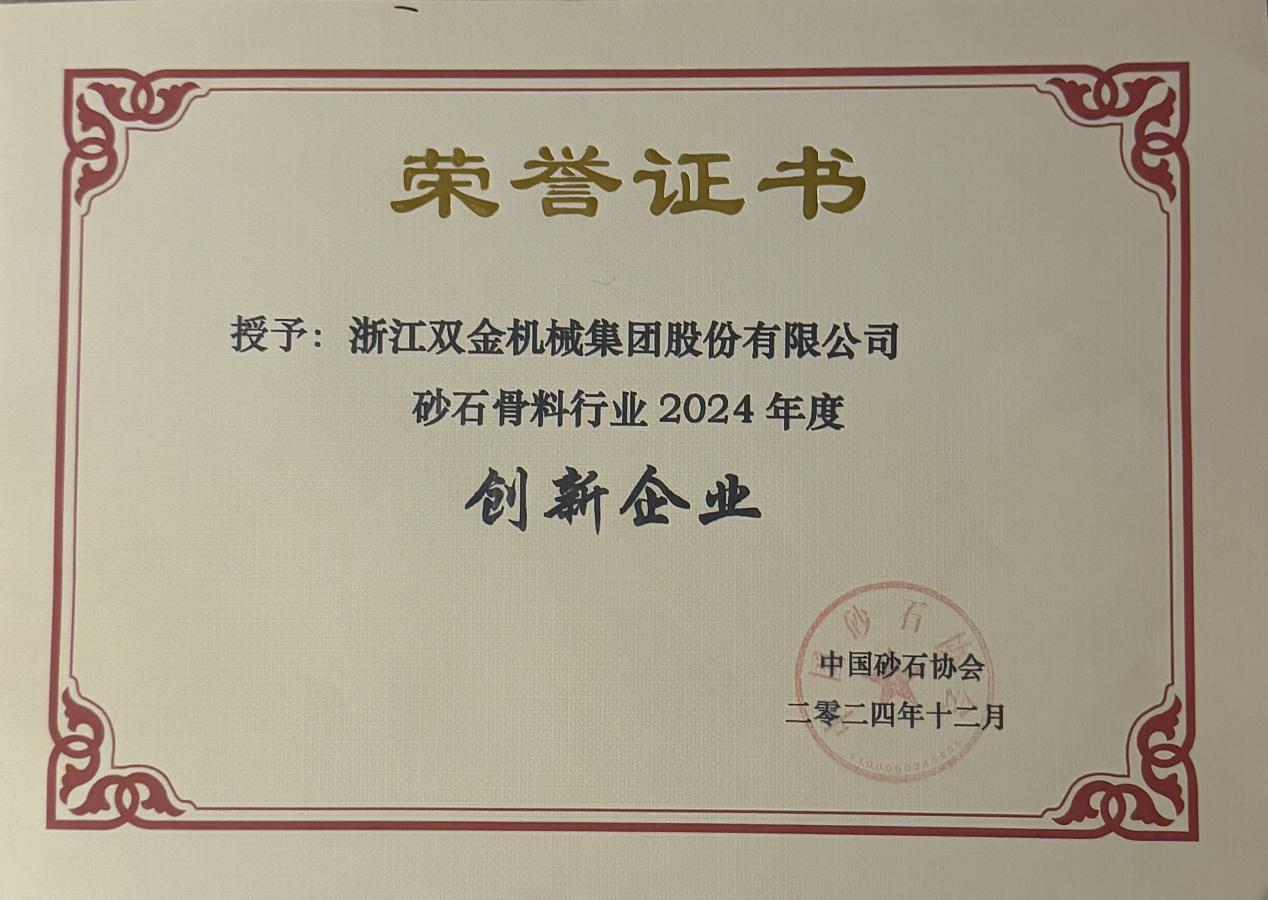 荣誉证书
授予：浙江双金机械集团股份有限公司
砂石骨料行业 2024 年度
创新企业
中国砂石协会
二零二四年十二月